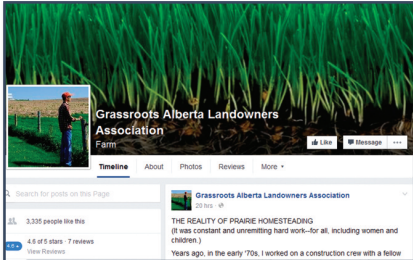 Grassroots Alberta Landowners
Association
Farm
Like
Message
Timeline
About
Photos
Reviews
More
Search for posts on this Page
3,335 people like this
4.6 of 5 stars · 7 reviews
View Reviews
4.6
Grassroots Alberta Landowners Association
20 hrs ·
THE REALITY OF PRAIRIE HOMESTEADING
(It was constant and unremitting hard work--for all, including women and
children.)
Years ago, in the early '70s, I worked on a construction crew with a fellow